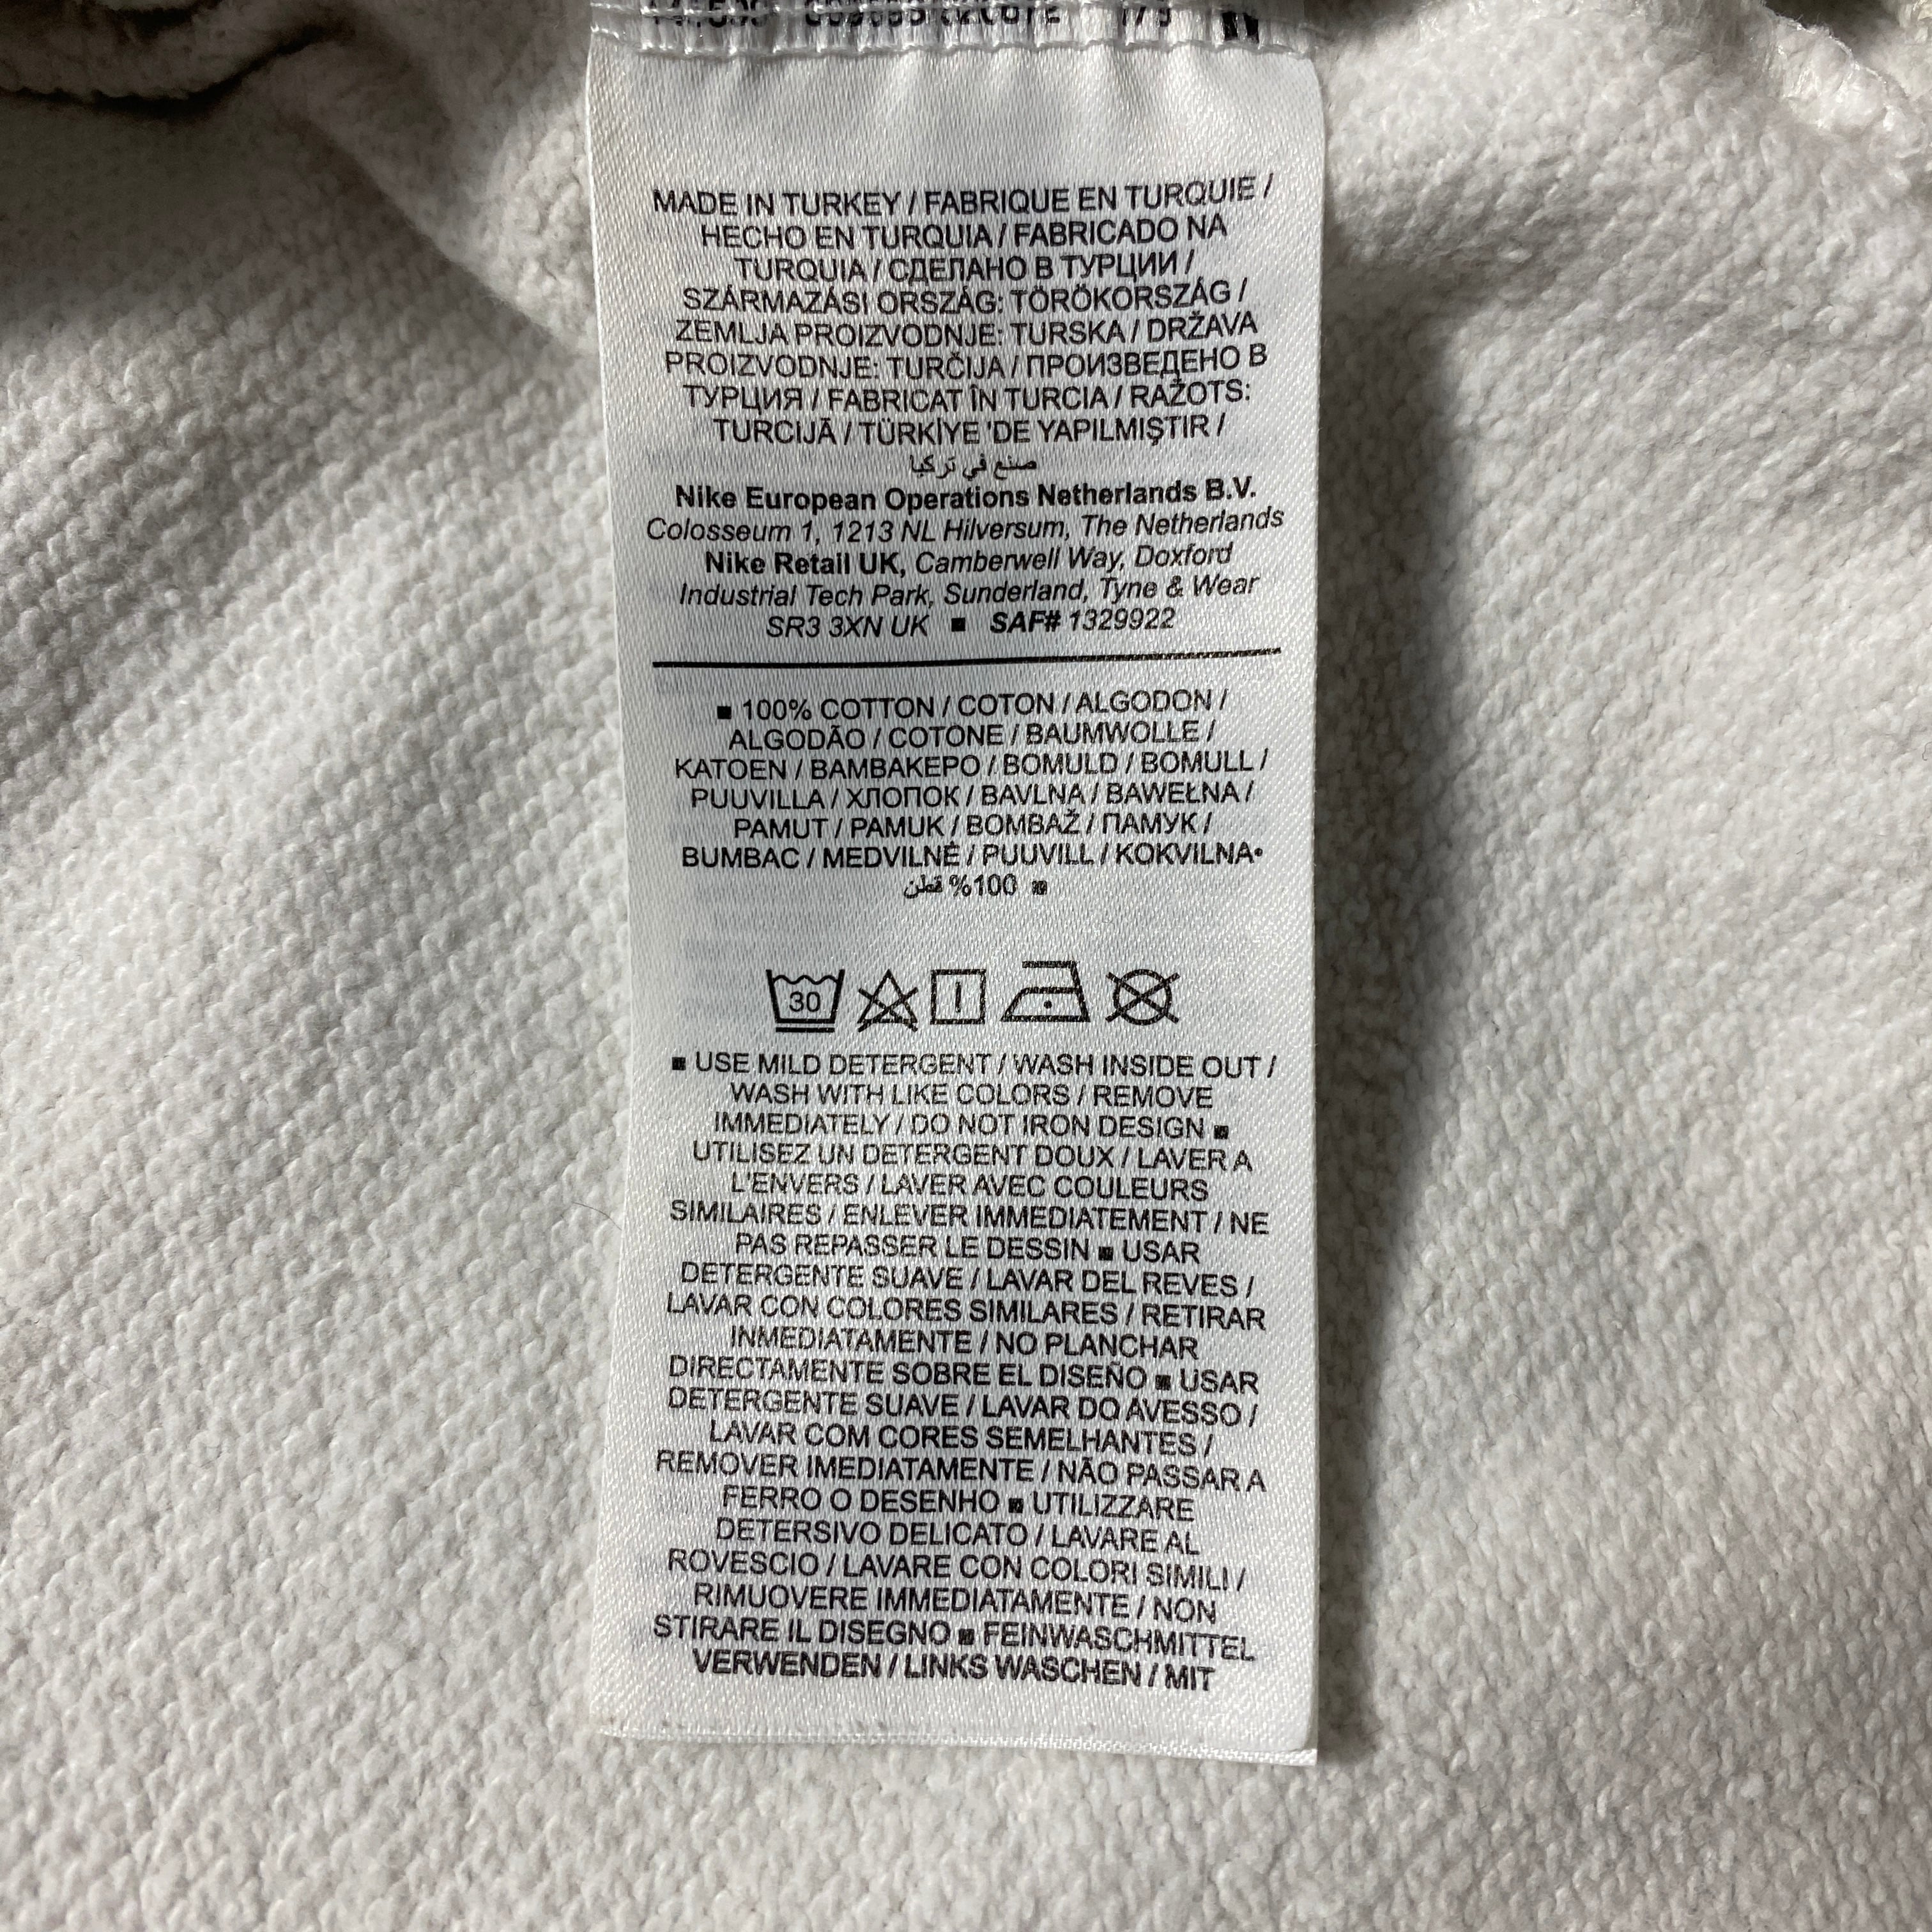 MADE IN TURKEY / FABRIQUE EN TURQUIE /
HECHO EN TURQUIA / FABRICADO NA
TURQUIA / СДЕЛАНО В ТУРЦИИ /
SZÁRMAZÁSI ORSZÁG: TÖRÖKORSZÁG /
ZEMLJA PROIZVODNJE: TURSKA / DRŽAVA
PROIZVODNJE: TURČIJA / ПРОИЗВЕДЕНО В
ТУРЦИЯ / FABRICAT ÎN TURCIA / RAŽOTS:
TURCIJĀ / TÜRKİYE 'DE YAPILMIŞTIR /
صنع في تركيا
Nike European Operations Netherlands B.V.
Colosseum 1, 1213 NL Hilversum, The Netherlands
Nike Retail UK, Camberwell Way, Doxford
Industrial Tech Park, Sunderland, Tyne & Wear
SR3 3XN UK ■ SAF# 1329922
■ 100% COTTON / COTON / ALGODON /
ALGODÃO / COTONE / BAUMWOLLE /
KATOEN / BAMBAKEPO / BOMULD / BOMULL /
PUUVILLA / ХЛОПОК / BAVLNA / BAWEŁNA /
PAMUT / PAMUK / BOMBAŽ / ПАМУК /
BUMBAC / MEDVILNĖ / PUUVILL / KOKVILNA•
■ 100% قطن
30
■ USE MILD DETERGENT / WASH INSIDE OUT /
WASH WITH LIKE COLORS / REMOVE
IMMEDIATELY / DO NOT IRON DESIGN ■
UTILISEZ UN DETERGENT DOUX / LAVER A
L'ENVERS / LAVER AVEC COULEURS
SIMILAIRES / ENLEVER IMMEDIATEMENT / NE
PAS REPASSER LE DESSIN ■ USAR
DETERGENTE SUAVE / LAVAR DEL REVES /
LAVAR CON COLORES SIMILARES / RETIRAR
INMEDIATAMENTE / NO PLANCHAR
DIRECTAMENTE SOBRE EL DISEÑO ■ USAR
DETERGENTE SUAVE / LAVAR DO AVESSO /
LAVAR COM CORES SEMELHANTES /
REMOVER IMEDIATAMENTE / NÃO PASSAR A
FERRO O DESENHO ■ UTILIZZARE
DETERSIVO DELICATO / LAVARE AL
ROVESCIO / LAVARE CON COLORI SIMILI /
RIMUOVERE IMMEDIATAMENTE / NON
STIRARE IL DISEGNO ■ FEINWASCHMITTEL
VERWENDEN / LINKS WASCHEN / MIT